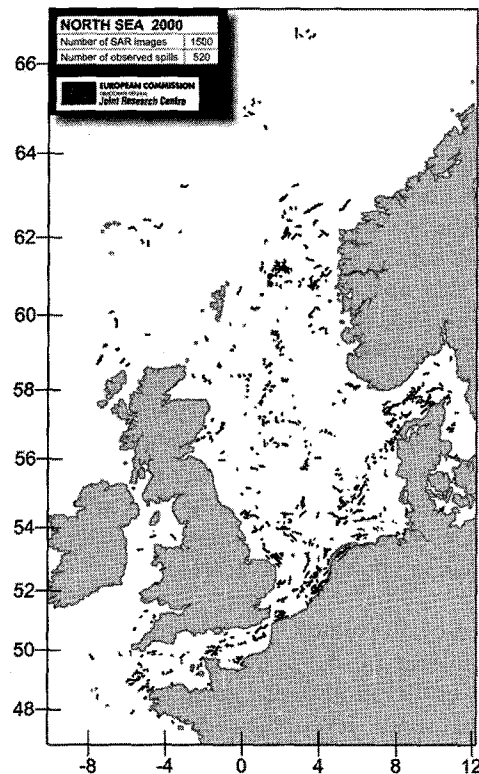 NORTH SEA 2000
Number of SAR images 1500
Number of observed spills 520
EUROPEAN COMMISSION
Joint Research Centre
66
64
62
60
58
56
54
52
50
48
-8 -4 0 4 8 12